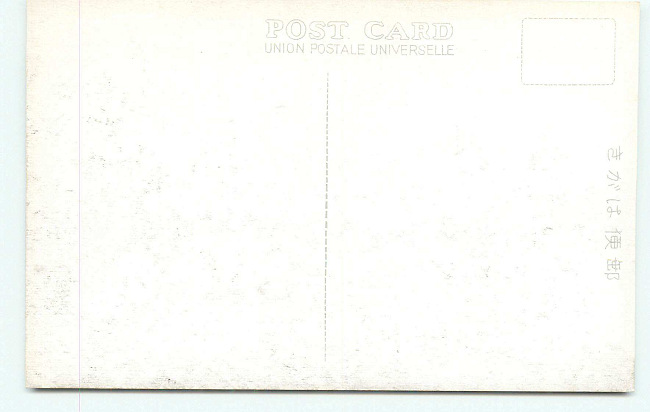 POST CARD
UNION POSTALE UNIVERSELLE
郵便はがき